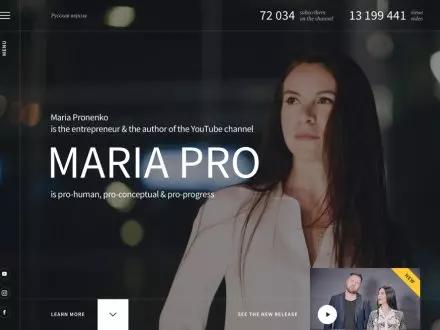 Русская версия
72 034 subscribers
on the channel
13 199 441 views
video
MENU
Maria Pronenko
is the entrepreneur & the author of the YouTube channel
MARIA PRO
is pro-human, pro-conceptual & pro-progress
LEARN MORE
SEE THE NEW RELEASE
NEW